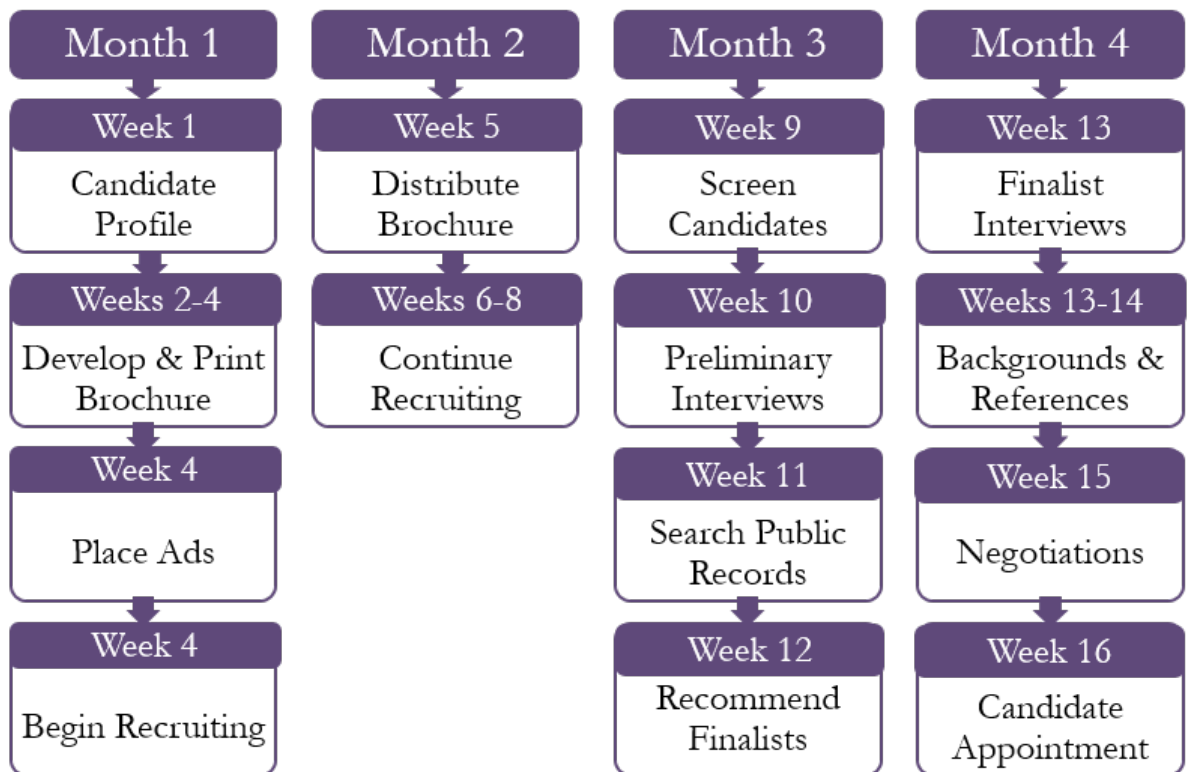 Month 1
Week 1
Candidate
Profile
Weeks 2-4
Develop & Print
Brochure
Week 4
Place Ads
Week 4
Begin Recruiting
Month 2
Week 5
Distribute
Brochure
Weeks 6-8
Continue
Recruiting
Month 3
Week 9
Screen
Candidates
Week 10
Preliminary
Interviews
Week 11
Search Public
Records
Week 12
Recommend
Finalists
Month 4
Week 13
Finalist
Interviews
Weeks 13-14
Backgrounds &
References
Week 15
Negotiations
Week 16
Candidate
Appointment